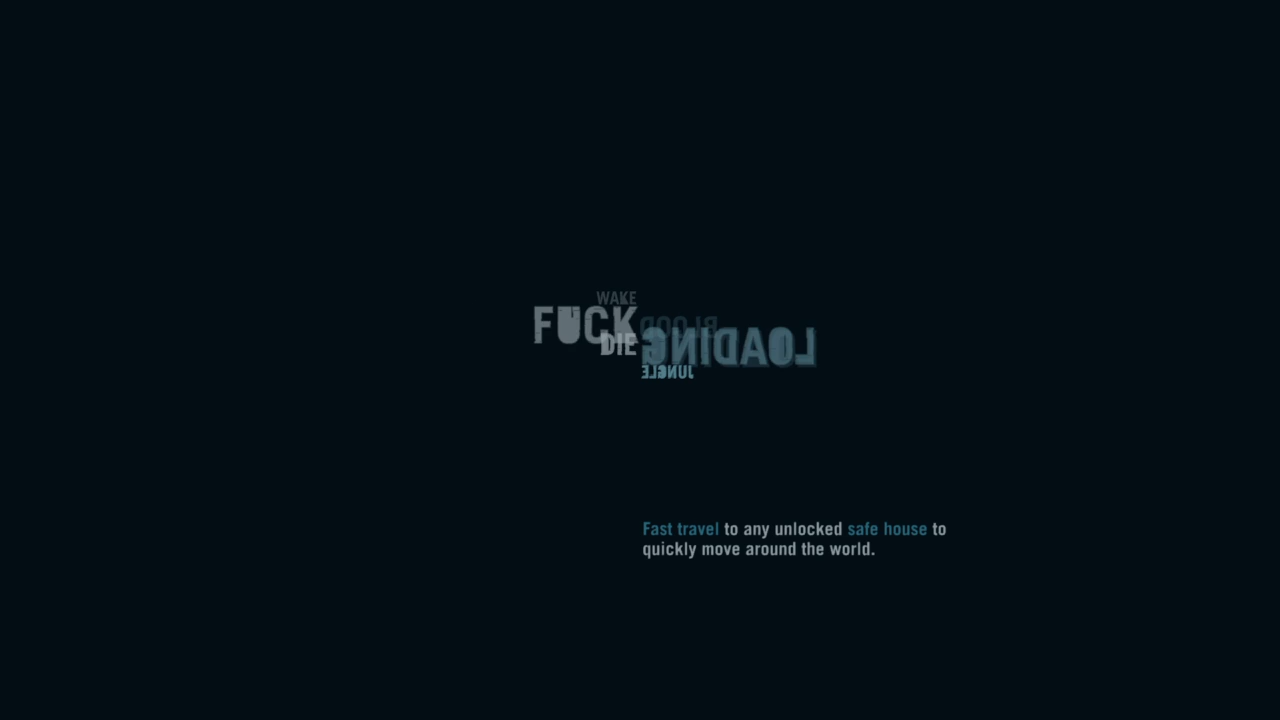 WAKE
FUCK
BLOOD
DIE
LOADING
JUNGLE
Fast travel to any unlocked safe house to
quickly move around the world.